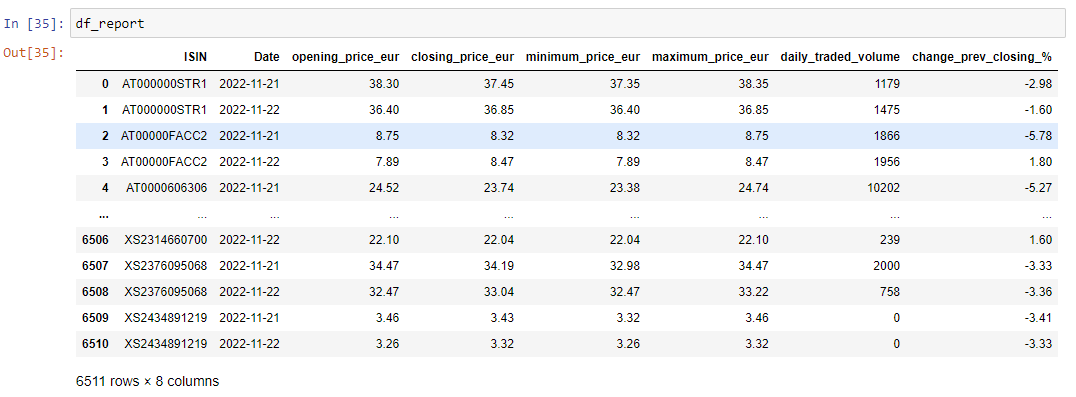 In [35]: df_report
Out[35]:
ISIN Date opening_price_eur closing_price_eur minimum_price_eur maximum_price_eur daily_traded_volume change_prev_closing_%
0 AT000000STR1 2022-11-21 38.30 37.45 37.35 38.35 1179 -2.98
1 AT000000STR1 2022-11-22 36.40 36.85 36.40 36.85 1475 -1.60
2 AT00000FACC2 2022-11-21 8.75 8.32 8.32 8.75 1866 -5.78
3 AT00000FACC2 2022-11-22 7.89 8.47 7.89 8.47 1956 1.80
4 AT0000606306 2022-11-21 24.52 23.74 23.38 24.74 10202 -5.27
... ... ... ... ... ... ... ... ...
6506 XS2314660700 2022-11-22 22.10 22.04 22.04 22.10 239 1.60
6507 XS2376095068 2022-11-21 34.47 34.19 32.98 34.47 2000 -3.33
6508 XS2376095068 2022-11-22 32.47 33.04 32.47 33.22 758 -3.36
6509 XS2434891219 2022-11-21 3.46 3.43 3.32 3.46 0 -3.41
6510 XS2434891219 2022-11-22 3.26 3.32 3.26 3.32 0 -3.33
6511 rows × 8 columns